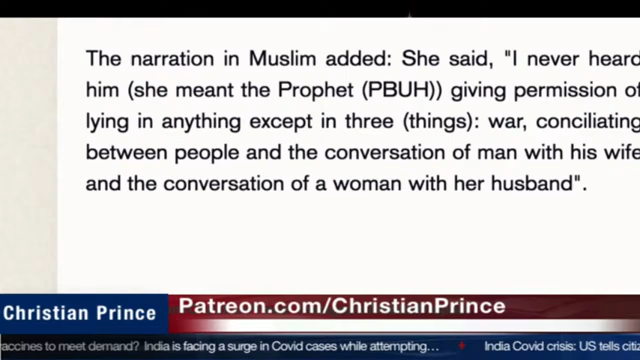 The narration in Muslim added: She said, "I never heard
him (she meant the Prophet (PBUH)) giving permission of
lying in anything except in three (things): war, conciliating
between people and the conversation of man with his wife
and the conversation of a woman with her husband".
Christian Prince
Patreon.com/ChristianPrince
vaccines to meet demand? India is facing a surge in Covid cases while attempting... India Covid crisis: US tells citiz